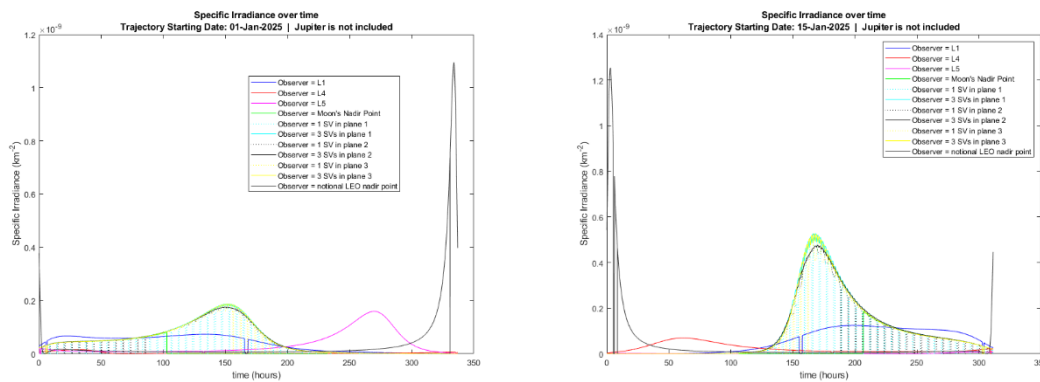 Specific Irradiance over time
Trajectory Starting Date: 01-Jan-2025 | Jupiter is not included
×10⁻⁹
1.2
1
0.8
0.6
0.4
0.2
0
Specific Irradiance (km⁻²)
Observer = L1
Observer = L4
Observer = L5
Observer = Moon's Nadir Point
Observer = 1 SV in plane 1
Observer = 3 SVs in plane 1
Observer = 1 SV in plane 2
Observer = 3 SVs in plane 2
Observer = 1 SV in plane 3
Observer = 3 SVs in plane 3
Observer = notional LEO nadir point
0 50 100 150 200 250 300 350
time (hours)
Specific Irradiance over time
Trajectory Starting Date: 15-Jan-2025 | Jupiter is not included
×10⁻⁹
1.4
1.2
1
0.8
0.6
0.4
0.2
0
Specific Irradiance (km⁻²)
Observer = L1
Observer = L4
Observer = L5
Observer = Moon's Nadir Point
Observer = 1 SV in plane 1
Observer = 3 SVs in plane 1
Observer = 1 SV in plane 2
Observer = 3 SVs in plane 2
Observer = 1 SV in plane 3
Observer = 3 SVs in plane 3
Observer = notional LEO nadir point
0 50 100 150 200 250 300 350
time (hours)